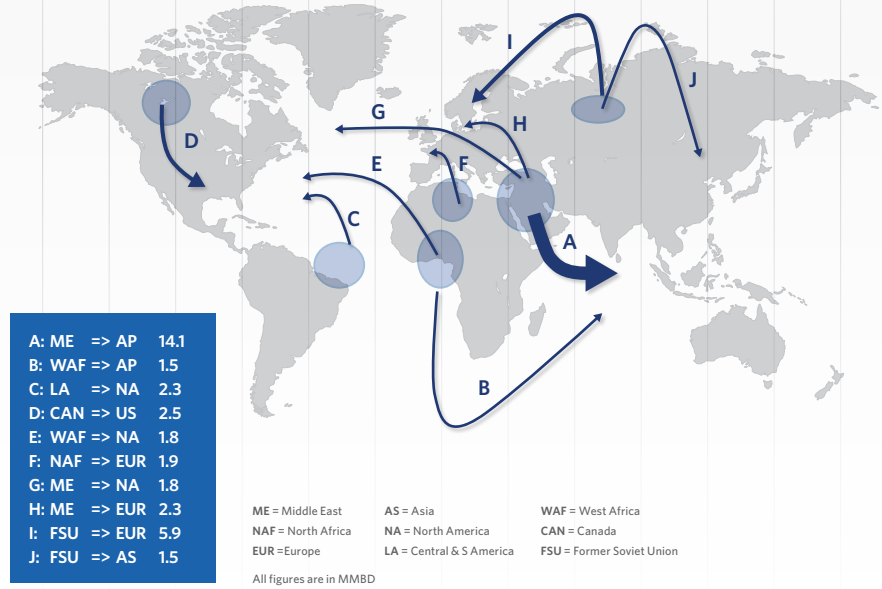 I
J
G
H
D
E
F
C
A
B
A: ME => AP 14.1
B: WAF => AP 1.5
C: LA => NA 2.3
D: CAN => US 2.5
E: WAF => NA 1.8
F: NAF => EUR 1.9
G: ME => NA 1.8
H: ME => EUR 2.3
I: FSU => EUR 5.9
J: FSU => AS 1.5
ME = Middle East AS = Asia WAF = West Africa
NAF = North Africa NA = North America CAN = Canada
EUR =Europe LA = Central & S America FSU = Former Soviet Union
All figures are in MMBD